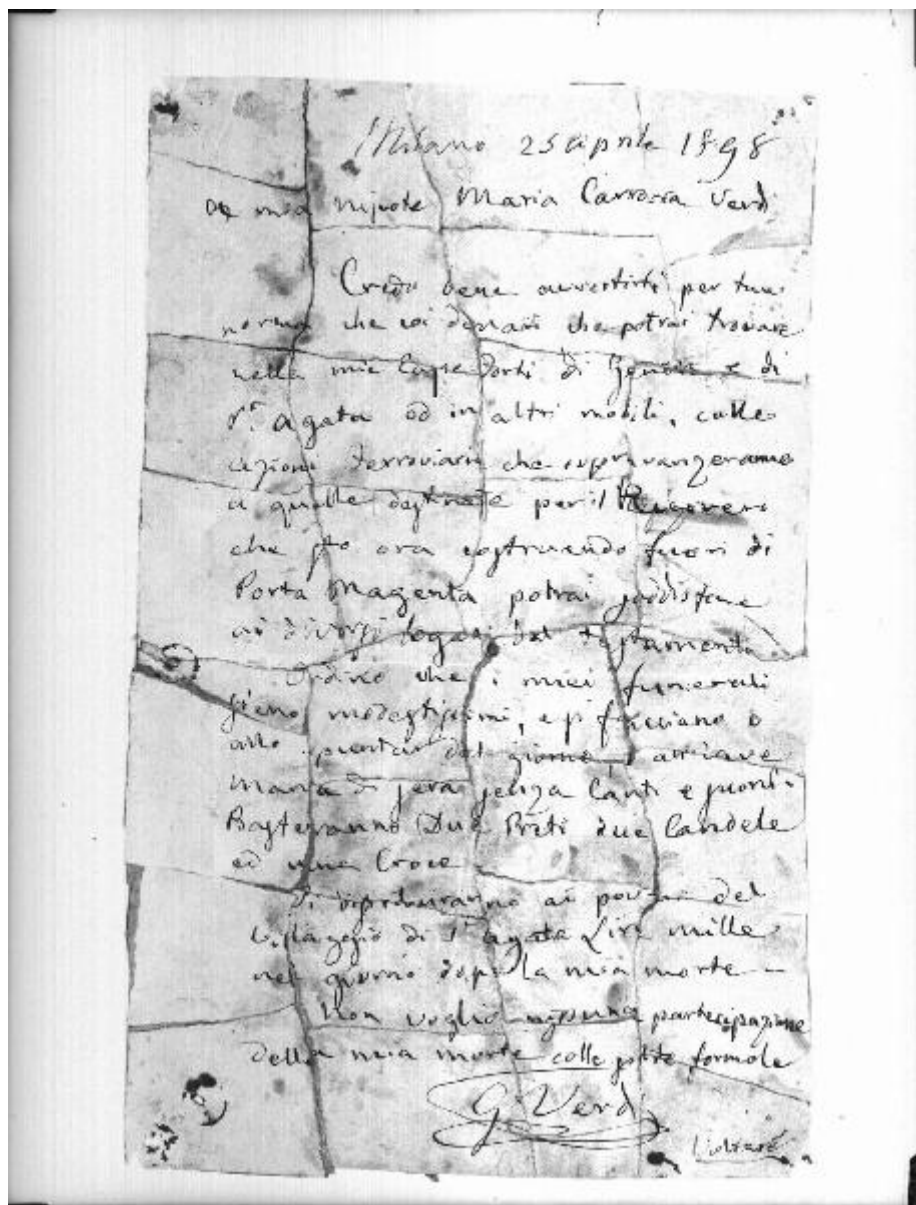 Milano 25 Aprile 1898
A mia nipote Maria Carrara Verdi
Credo bene avvertirti per tua
norma che coi denari che potrai trovare
nelle mie Casse Forti di Genova e di
St. Agata od in altri mobili, colle
azioni ferroviarie che sopravanzeranno
a quelle destinate per il Ricovero
che sto ora costruendo fuori di
Porta Magenta potrai soddisfare
ai diversi legati del testamento
Ordino che i miei funerali
sieno modestissimi, e si facciano o
allo spuntar del giorno, o all'Ave
Maria di sera senza Canti e suoni.
Basteranno Due Preti due Candele
ed una Croce
Si distribuiranno ai poveri del
Villaggio di St Agata Lire mille
nel giorno dopo la mia morte –
Non voglio nissuna partecipazione
della mia morte colle solite formole
G. Verdi